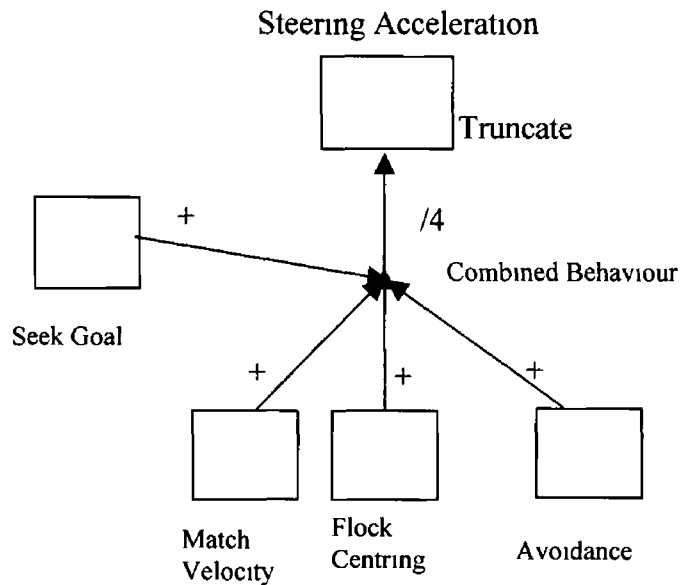 Steering Acceleration
Truncate
+
/4
Combined Behaviour
Seek Goal
+
+
+
Match
Velocity
Flock
Centring
Avoidance